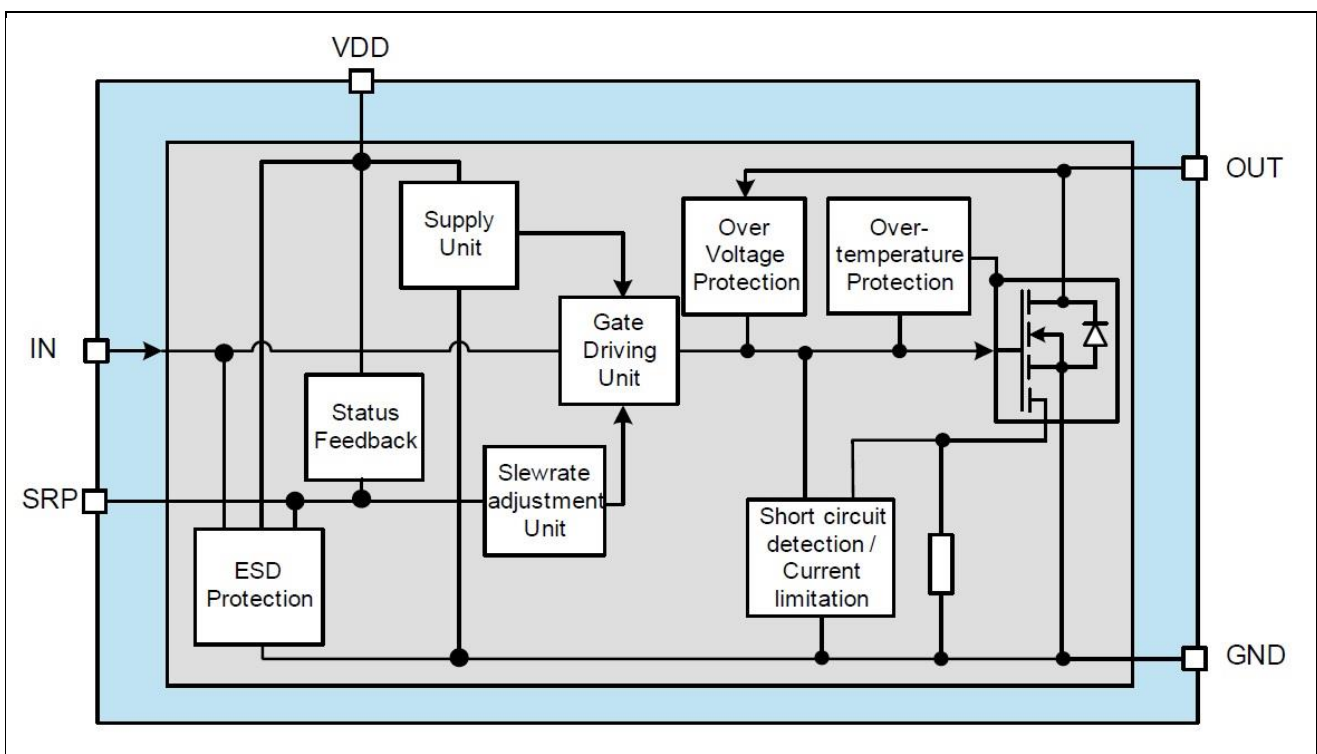 VDD
OUT
Supply
Unit
Over
Voltage
Protection
Over-
temperature
Protection
IN
Gate
Driving
Unit
Status
Feedback
SRP
Slewrate
adjustment
Unit
Short circuit
detection /
Current
limitation
ESD
Protection
GND